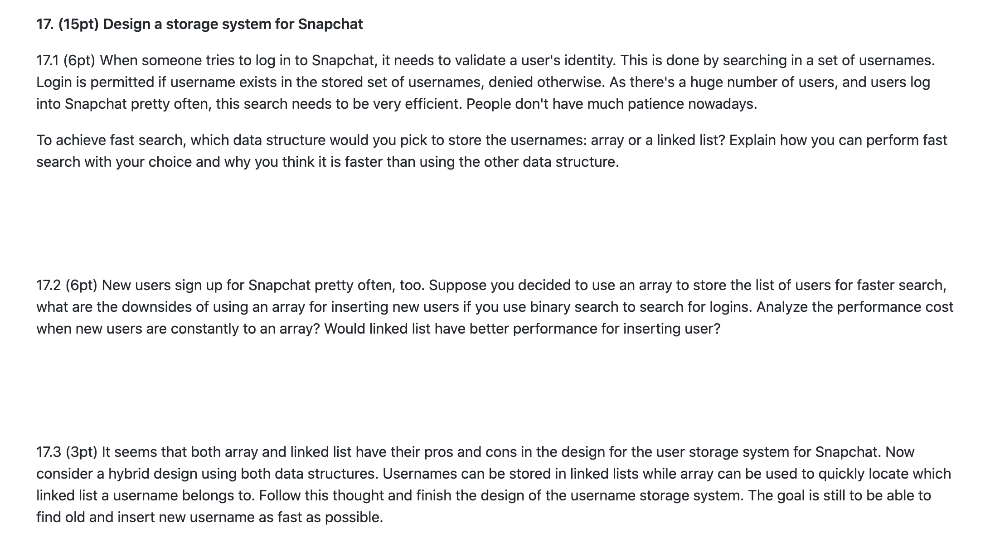 17. (15pt) Design a storage system for Snapchat
17.1 (6pt) When someone tries to log in to Snapchat, it needs to validate a user's identity. This is done by searching in a set of usernames.
Login is permitted if username exists in the stored set of usernames, denied otherwise. As there's a huge number of users, and users log
into Snapchat pretty often, this search needs to be very efficient. People don't have much patience nowadays.
To achieve fast search, which data structure would you pick to store the usernames: array or a linked list? Explain how you can perform fast
search with your choice and why you think it is faster than using the other data structure.
17.2 (6pt) New users sign up for Snapchat pretty often, too. Suppose you decided to use an array to store the list of users for faster search,
what are the downsides of using an array for inserting new users if you use binary search to search for logins. Analyze the performance cost
when new users are constantly to an array? Would linked list have better performance for inserting user?
17.3 (3pt) It seems that both array and linked list have their pros and cons in the design for the user storage system for Snapchat. Now
consider a hybrid design using both data structures. Usernames can be stored in linked lists while array can be used to quickly locate which
linked list a username belongs to. Follow this thought and finish the design of the username storage system. The goal is still to be able to
find old and insert new username as fast as possible.